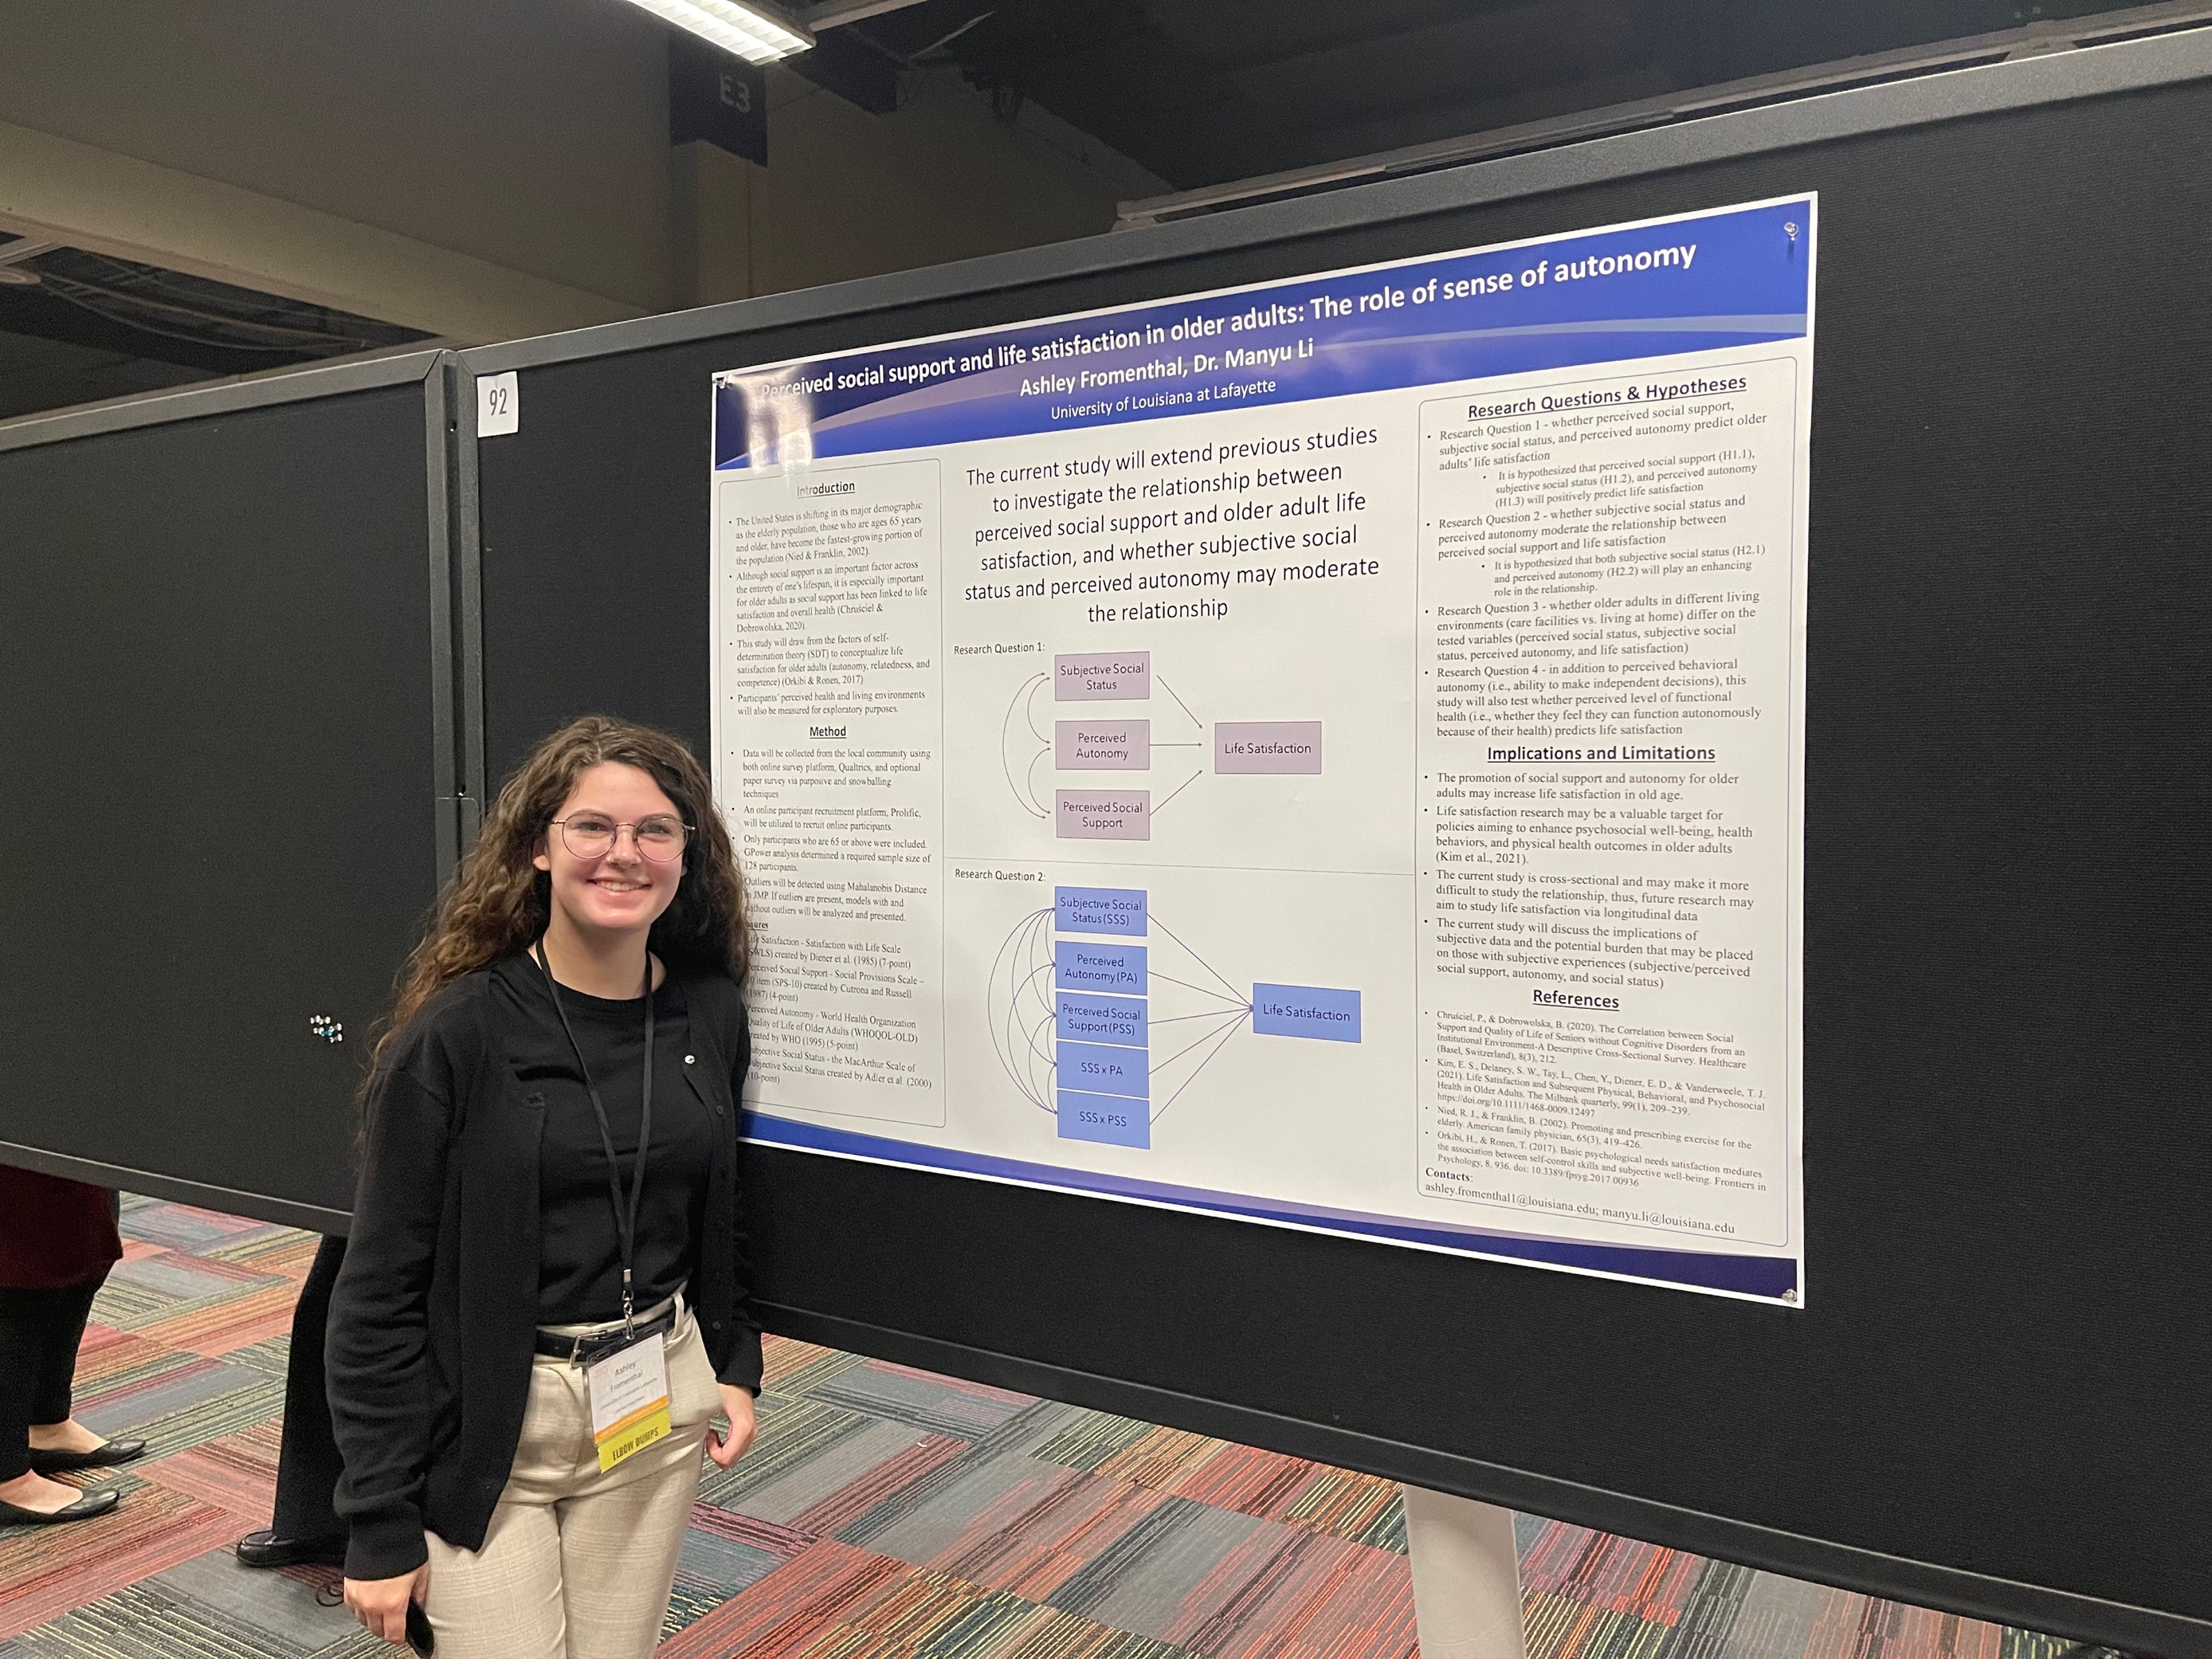 E3
92
Perceived social support and life satisfaction in older adults: The role of sense of autonomy
Ashley Fromenthal, Dr. Manyu Li
University of Louisiana at Lafayette
Introduction
• The United States is shifting in its major demographic
as the elderly population, those who are ages 65 years
and older, have become the fastest-growing portion of
the population (Nied & Franklin, 2002).
• Although social support is an important factor across
the entirety of one's lifespan, it is especially important
for older adults as social support has been linked to life
satisfaction and overall health (Chruściel &
Dobrowolska, 2020).
• This study will draw from the factors of self-
determination theory (SDT) to conceptualize life
satisfaction for older adults (autonomy, relatedness, and
competence) (Orkibi & Ronen, 2017)
• Participants' perceived health and living environments
will also be measured for exploratory purposes.
Method
• Data will be collected from the local community using
both online survey platform, Qualtrics, and optional
paper survey via purposive and snowballing
techniques
• An online participant recruitment platform, Prolific,
will be utilized to recruit online participants.
• Only participants who are 65 or above were included.
GPower analysis determined a required sample size of
128 participants.
Outliers will be detected using Mahalanobis Distance
in JMP If outliers are present, models with and
without outliers will be analyzed and presented.
Satisfaction - Satisfaction with Life Scale
created by Diener et al. (1985) (7-point)
Perceived Social Support - Social Provisions Scale –
item (SPS-10) created by Cutrona and Russell
(1987) (4-point)
Perceived Autonomy - World Health Organization
Quality of Life of Older Adults (WHOQOL-OLD)
created by WHO (1995) (5-point)
Subjective Social Status - the MacArthur Scale of
Subjective Social Status created by Adler et al. (2000)
(10-point)
The current study will extend previous studies
to investigate the relationship between
perceived social support and older adult life
satisfaction, and whether subjective social
status and perceived autonomy may moderate
the relationship
Research Question 1:
Subjective Social
Status
Perceived
Autonomy
Perceived Social
Support
Life Satisfaction
Research Question 2:
Subjective Social
Status (SSS)
Perceived
Autonomy (PA)
Perceived Social
Support (PSS)
SSS x PA
SSS x PSS
Life Satisfaction
Research Questions & Hypotheses
• Research Question 1 - whether perceived social support,
subjective social status, and perceived autonomy predict older
adults' life satisfaction
• It is hypothesized that perceived social support (H1.1),
subjective social status (H1.2), and perceived autonomy
(H1.3) will positively predict life satisfaction
• Research Question 2 - whether subjective social status and
perceived autonomy moderate the relationship between
perceived social support and life satisfaction
• It is hypothesized that both subjective social status (H2.1)
and perceived autonomy (H2.2) will play an enhancing
role in the relationship.
• Research Question 3 - whether older adults in different living
environments (care facilities vs. living at home) differ on the
tested variables (perceived social status, subjective social
status, perceived autonomy, and life satisfaction)
• Research Question 4 - in addition to perceived behavioral
autonomy (i.e., ability to make independent decisions), this
study will also test whether perceived level of functional
health (i.e., whether they feel they can function autonomously
because of their health) predicts life satisfaction
Implications and Limitations
• The promotion of social support and autonomy for older
adults may increase life satisfaction in old age.
• Life satisfaction research may be a valuable target for
policies aiming to enhance psychosocial well-being, health
behaviors, and physical health outcomes in older adults
(Kim et al., 2021).
• The current study is cross-sectional and may make it more
difficult to study the relationship, thus, future research may
aim to study life satisfaction via longitudinal data
• The current study will discuss the implications of
subjective data and the potential burden that may be placed
on those with subjective experiences (subjective/perceived
social support, autonomy, and social status)
References
• Chruściel, P., & Dobrowolska, B. (2020). The Correlation between Social
Support and Quality of Life of Seniors without Cognitive Disorders from an
Institutional Environment-A Descriptive Cross-Sectional Survey. Healthcare
(Basel, Switzerland), 8(3), 212.
• Kim, E. S., Delaney, S. W., Tay, L., Chen, Y., Diener, E. D., & Vanderweele, T. J.
(2021). Life Satisfaction and Subsequent Physical, Behavioral, and Psychosocial
Health in Older Adults. The Milbank quarterly, 99(1), 209–239.
https://doi.org/10.1111/1468-0009.12497
• Nied, R. J., & Franklin, B. (2002). Promoting and prescribing exercise for the
elderly. American family physician, 65(3), 419–426.
• Orkibi, H., & Ronen, T. (2017). Basic psychological needs satisfaction mediates
the association between self-control skills and subjective well-being. Frontiers in
Psychology, 8, 936. doi: 10.3389/fpsyg.2017.00936
Contacts:
ashley.fromenthal1@louisiana.edu; manyu.li@louisiana.edu
Ashley
Fromenthal
ELBOW BUMPS